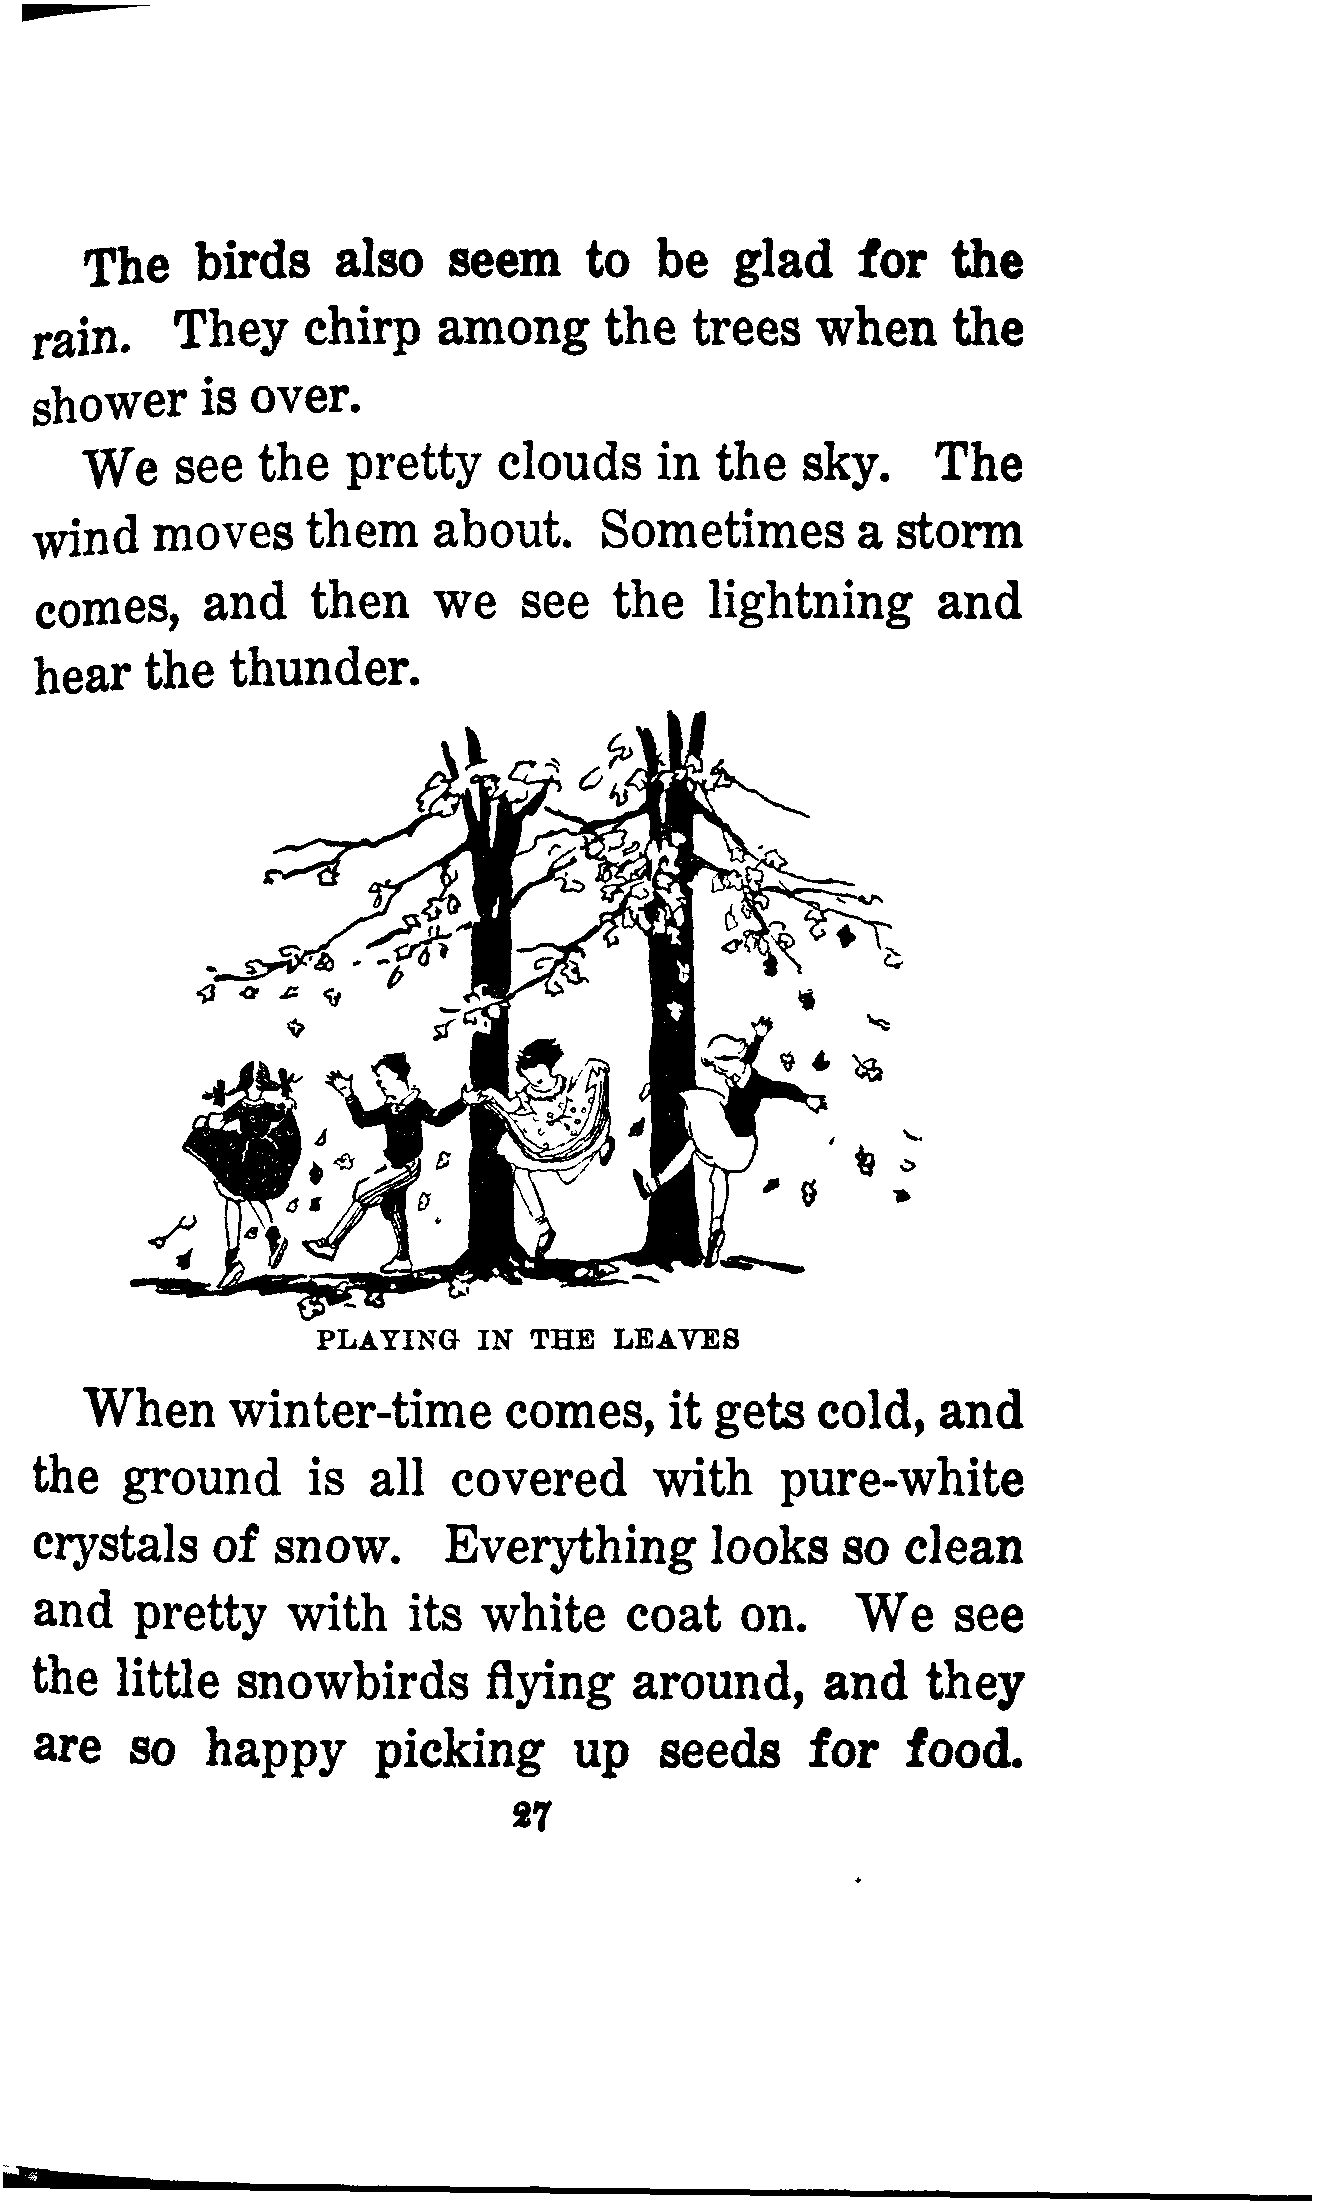 The birds also seem to be glad for the
rain. They chirp among the trees when the
shower is over.
We see the pretty clouds in the sky. The
wind moves them about. Sometimes a storm
comes, and then we see the lightning and
hear the thunder.
PLAYING IN THE LEAVES
When winter-time comes, it gets cold, and
the ground is all covered with pure-white
crystals of snow. Everything looks so clean
and pretty with its white coat on. We see
the little snowbirds flying around, and they
are so happy picking up seeds for food.
27